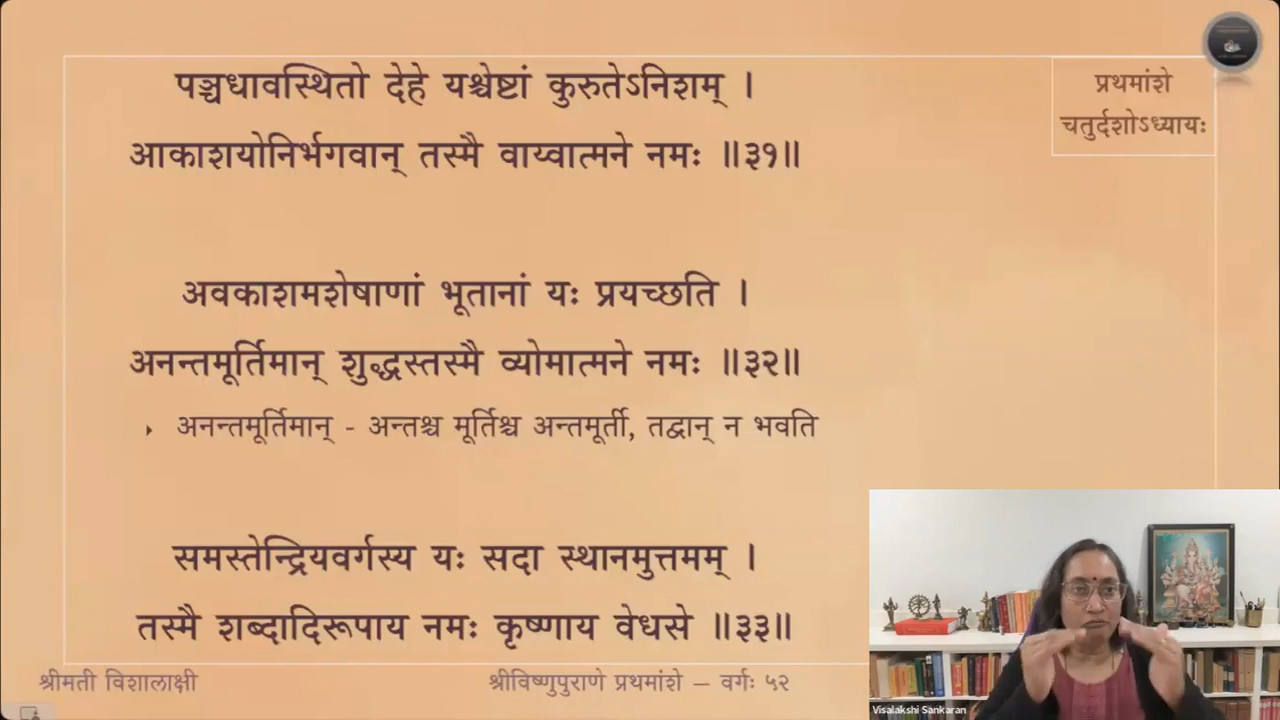 पञ्चधावस्थितो देहे यश्चेष्टां कुरुतेऽनिशम् ।
आकाशयोनिर्भगवान् तस्मै वाय्वात्मने नमः ॥३१॥
प्रथमांशे
चतुर्दशोऽध्यायः
अवकाशमशेषाणां भूतानां यः प्रयच्छति ।
अनन्तमूर्तिमान् शुद्धस्तस्मै व्योमात्मने नमः ॥३२॥
अनन्तमूर्तिमान् - अन्तश्च मूर्तिश्च अन्तमूर्ती, तद्वान् न भवति
समस्तेन्द्रियवर्गस्य यः सदा स्थानमुत्तमम् ।
तस्मै शब्दादिरूपाय नमः कृष्णाय वेधसे ॥३३॥
श्रीमती विशालाक्षी
श्रीविष्णुपुराणे प्रथमांशे – वर्गः ५२
Visalakshi Sankaran